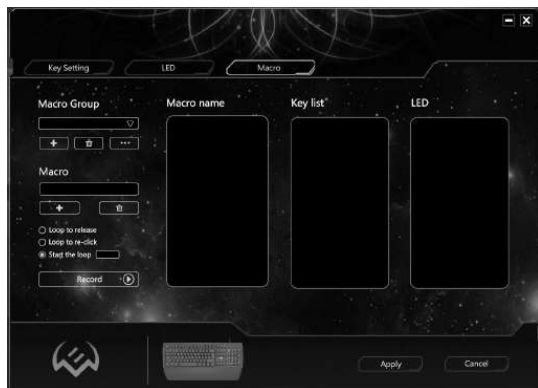 Key Setting
LED
Macro
Macro Group
Macro name
Key list
LED
Macro
Loop to release
Loop to re-click
Start the loop
Record
Apply
Cancel